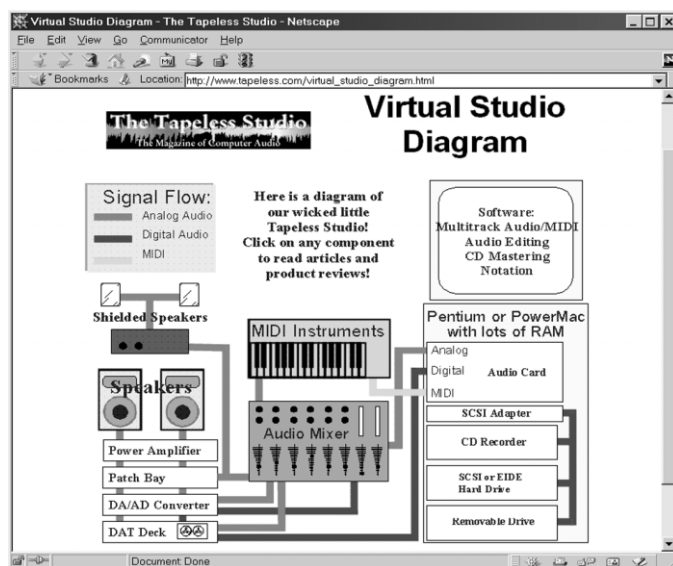 Virtual Studio Diagram - The Tapeless Studio - Netscape
File Edit View Go Communicator Help
Bookmarks Location: http://www.tapeless.com/virtual_studio_diagram.html
The Tapeless Studio
The Magazine of Computer Audio
Virtual Studio
Diagram
Signal Flow:
Analog Audio
Digital Audio
MIDI
Here is a diagram of
our wicked little
Tapeless Studio!
Click on any component
to read articles and
product reviews!
Software:
Multitrack Audio/MIDI
Audio Editing
CD Mastering
Notation
Shielded Speakers
Speakers
Power Amplifier
Patch Bay
DA/AD Converter
DAT Deck
MIDI Instruments
Audio Mixer
Pentium or PowerMac
with lots of RAM
Analog
Digital
MIDI
Audio Card
SCSI Adapter
CD Recorder
SCSI or EIDE
Hard Drive
Removable Drive
Document: Done